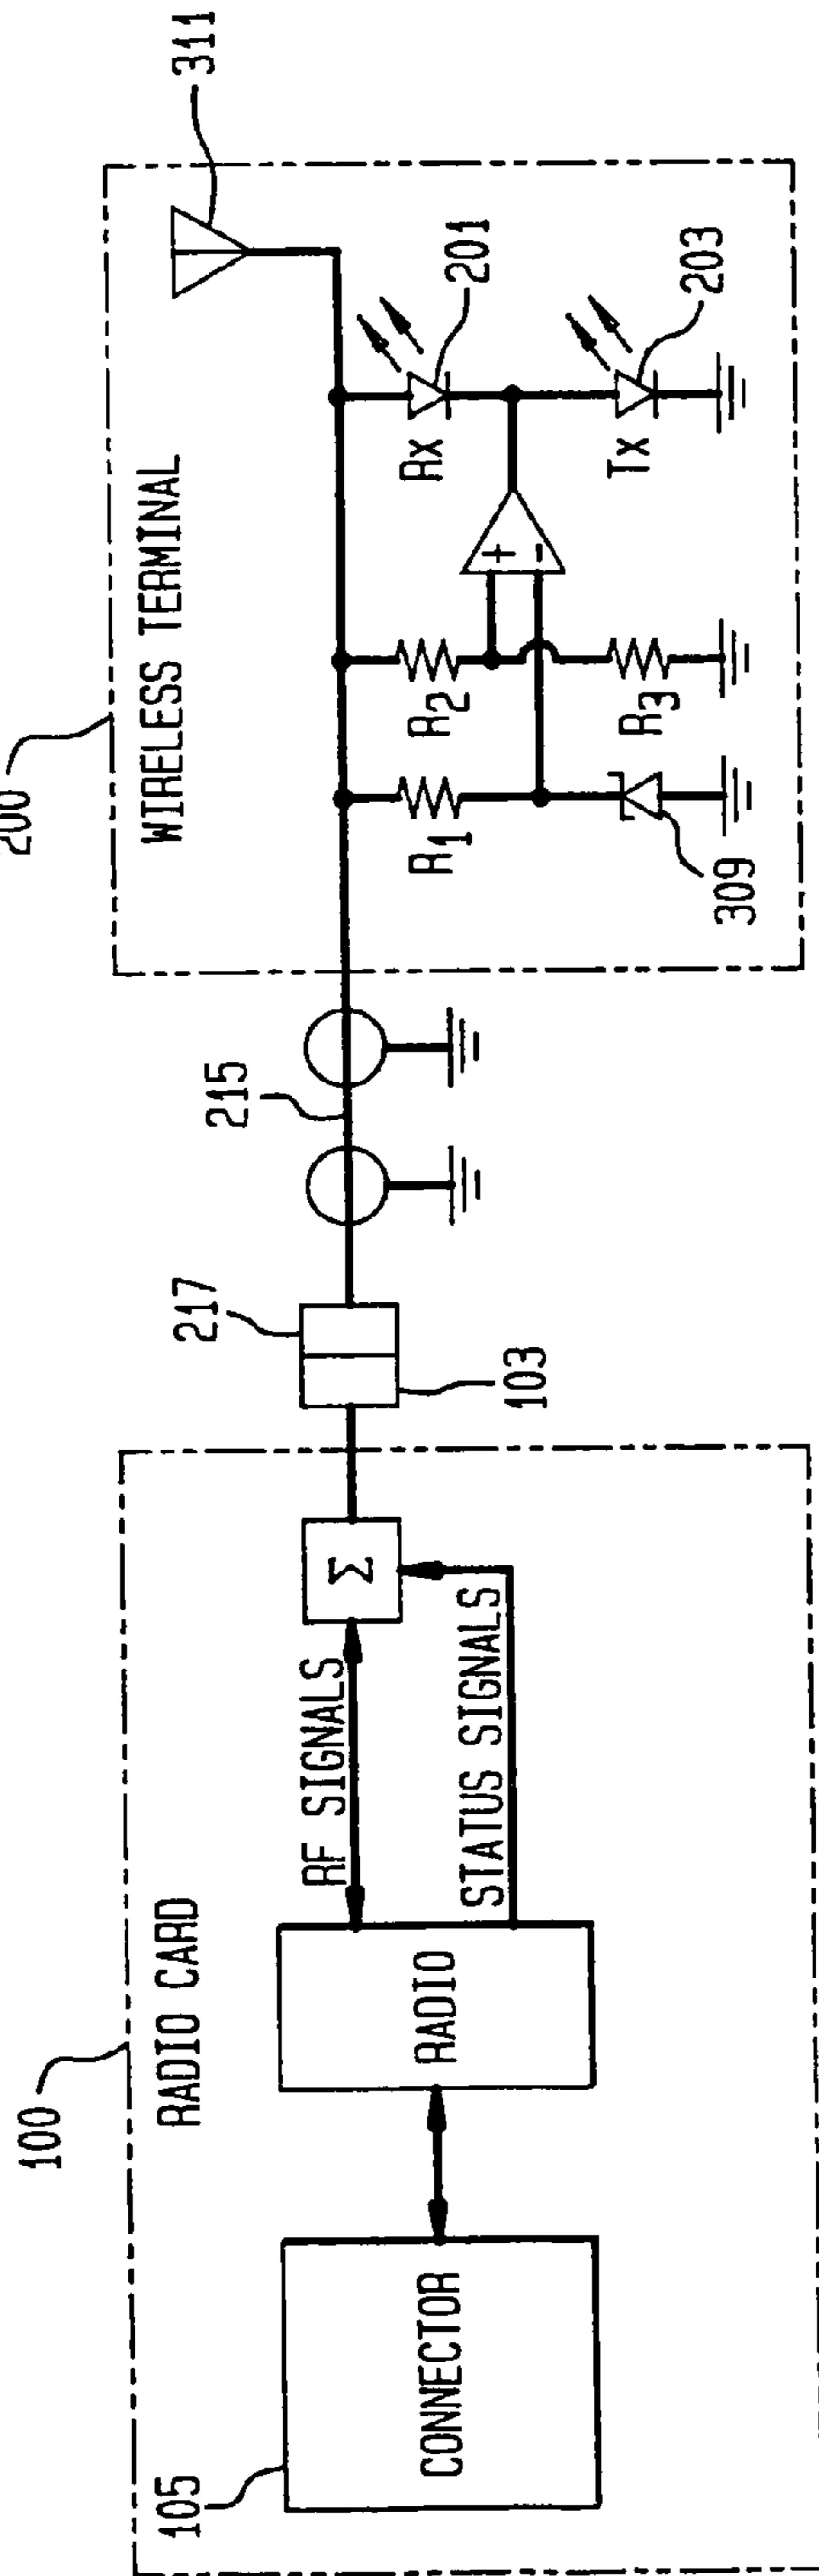 100
RADIO CARD
105
CONNECTOR
RADIO
RF SIGNALS
STATUS SIGNALS
Σ
103
217
215
200
WIRELESS TERMINAL
311
R1
R2
R3
309
+
-
Rx
201
Tx
203